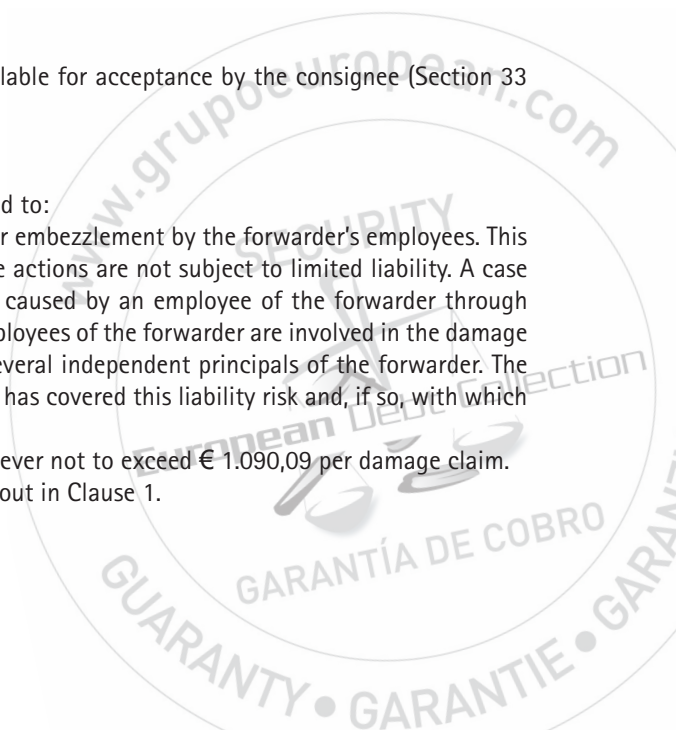 lable for acceptance by the consignee (Section 33
d to:
r embezzlement by the forwarder's employees. This
e actions are not subject to limited liability. A case
caused by an employee of the forwarder through
ployees of the forwarder are involved in the damage
everal independent principals of the forwarder. The
has covered this liability risk and, if so, with which
ever not to exceed € 1.090,09 per damage claim.
out in Clause 1.
www.grupoeuropean.com
SECURITY
European Debt Collection
GARANTÍA DE COBRO
GUARANTY • GARANTIE • GARANTI